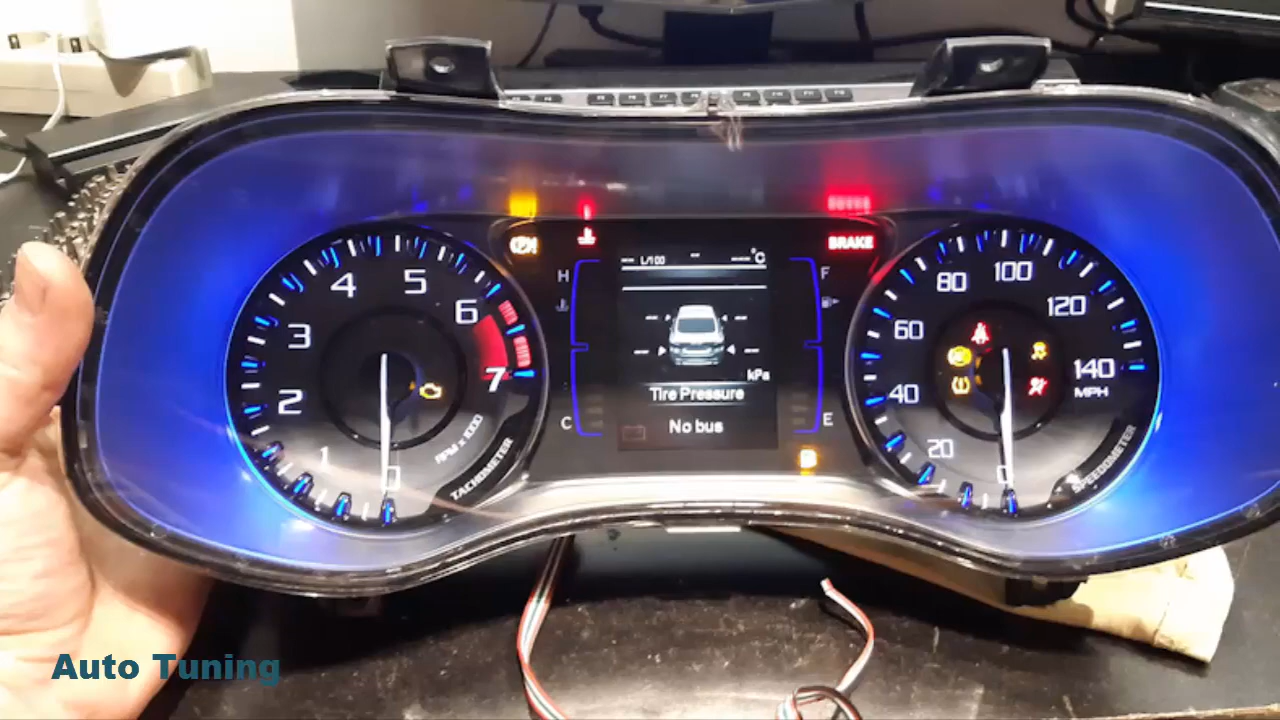 BRAKE
4
5
6
3
7
2
1
0
RPM x 1000
TACHOMETER
H
C
L/100
°C
kPa
Tire Pressure
No bus
F
E
80
100
120
60
140
MPH
40
20
0
SPEEDOMETER
Auto Tuning